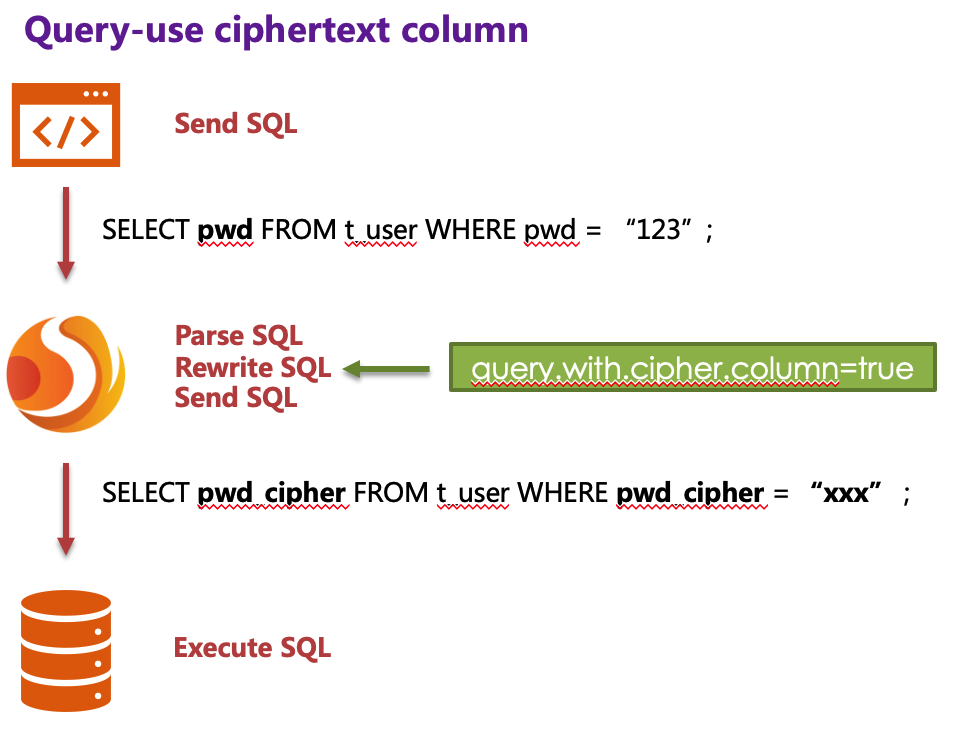 Query-use ciphertext column
</>
Send SQL
SELECT pwd FROM t_user WHERE pwd = “123” ;
Parse SQL
Rewrite SQL
Send SQL
query.with.cipher.column=true
SELECT pwd_cipher FROM t_user WHERE pwd_cipher = “xxx” ;
Execute SQL